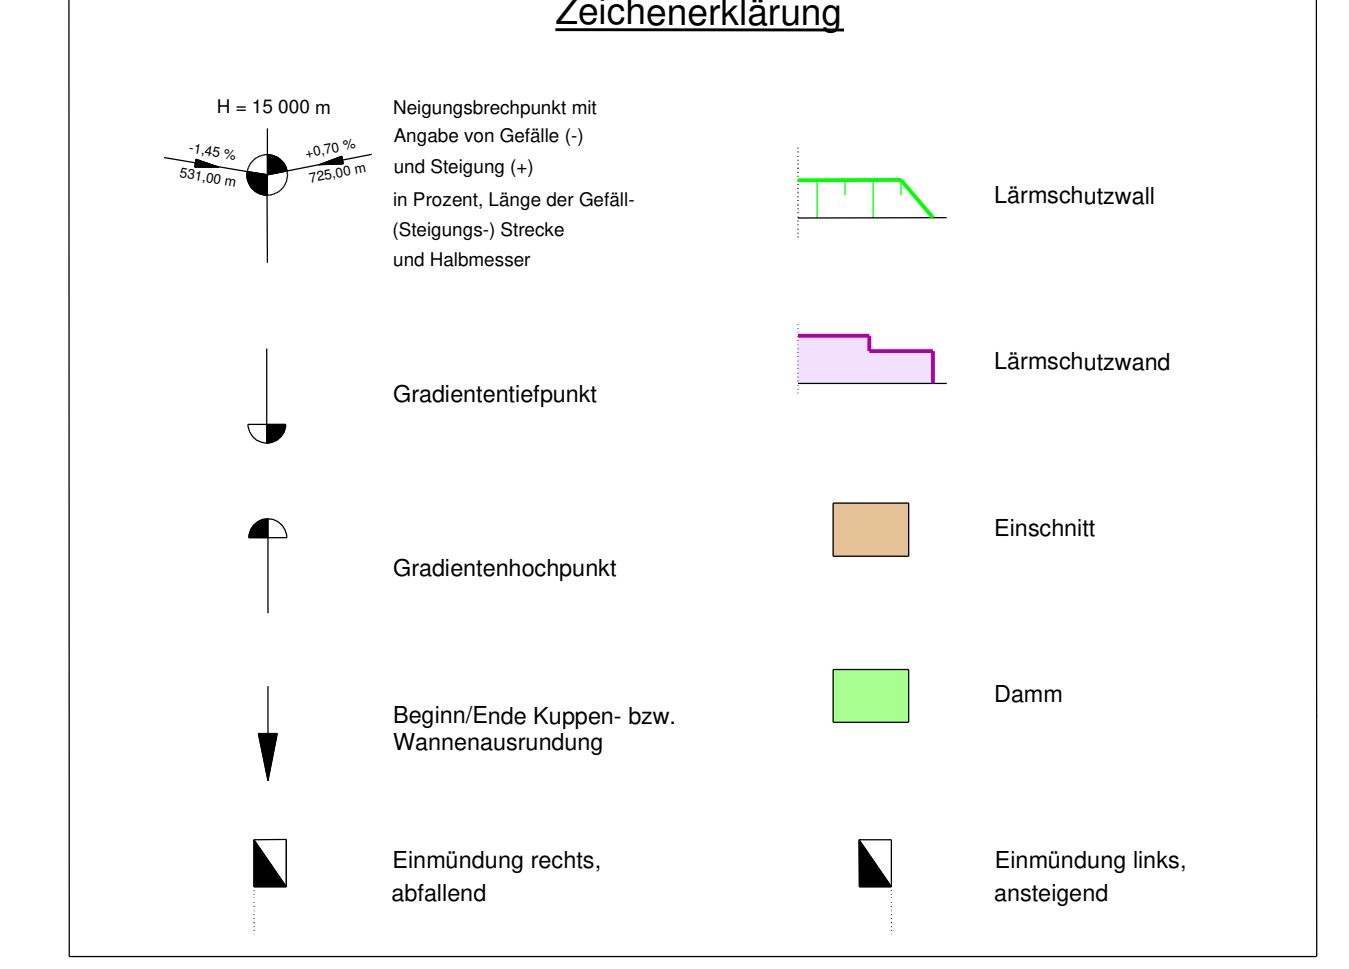 Zeichenerklärung
H = 15 000 m
-1,45 %
531,00 m
+0,70 %
725,00 m
Neigungsbrechpunkt mit
Angabe von Gefälle (-)
und Steigung (+)
in Prozent, Länge der Gefäll-
(Steigungs-) Strecke
und Halbmesser
Gradiententiefpunkt
Gradientenhochpunkt
Beginn/Ende Kuppen- bzw.
Wannenausrundung
Einmündung rechts,
abfallend
Lärmschutzwall
Lärmschutzwand
Einschnitt
Damm
Einmündung links,
ansteigend